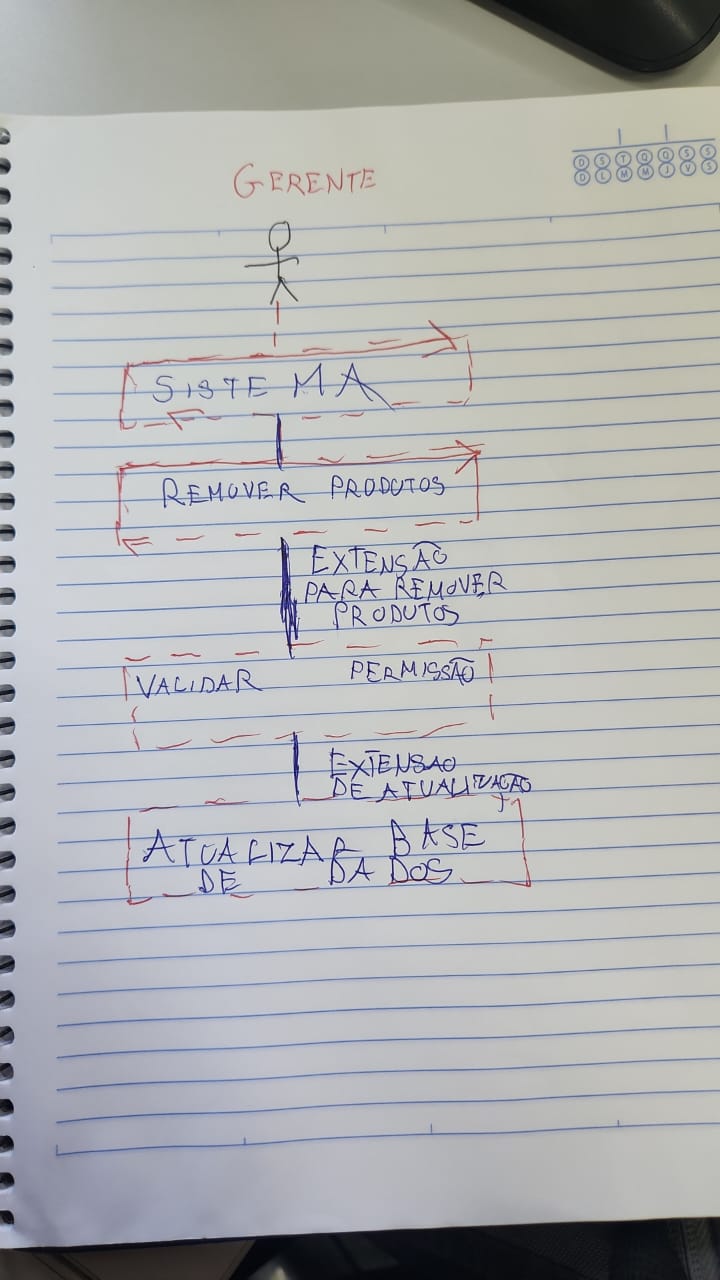 GERENTE
D S T Q Q S S
D L M M J V S
SISTEMA
REMOVER PRODUTOS
EXTENSÃO
PARA REMOVER
PRODUTOS
VALIDAR PERMISSÃO
EXTENSAO
DE ATUALIZAÇÃO
ATUALIZAR BASE
DE DADOS